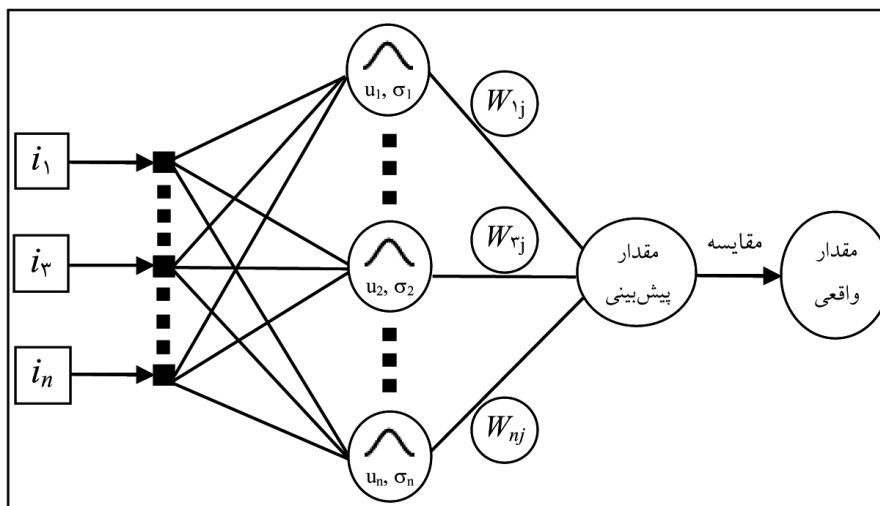 i۱
i۳
in
u1, σ1
u2, σ2
un, σn
W۱j
W۳j
Wnj
مقدار
پیش‌بینی
مقایسه
مقدار
واقعی